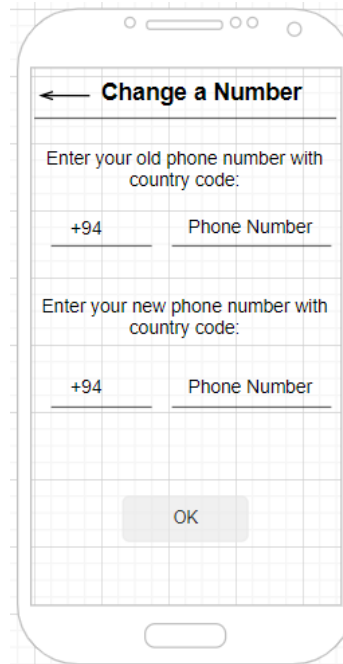 Change a Number
Enter your old phone number with
country code:
+94 Phone Number
Enter your new phone number with
country code:
+94 Phone Number
OK